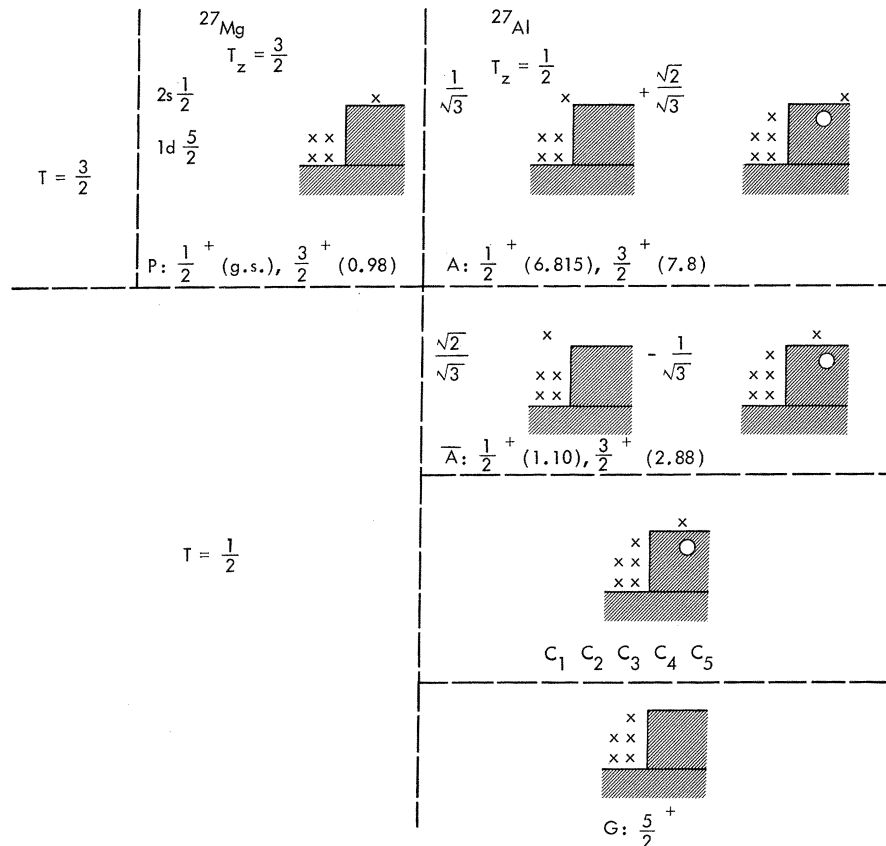 ²⁷Mg
T_z = 3/2
2s 1/2
1d 5/2
x
x x
x x
T = 3/2
P: 1/2 + (g.s.), 3/2 + (0.98)
²⁷Al
T_z = 1/2
1/√3
x
x x
x x
+ √2/√3
x
x
x x
x x
A: 1/2 + (6.815), 3/2 + (7.8)
√2/√3
x
x x
x x
- 1/√3
x
x
x x
x x
A̅: 1/2 + (1.10), 3/2 + (2.88)
T = 1/2
x
x
x x
x x
C₁ C₂ C₃ C₄ C₅
x
x x
x x
G: 5/2 +